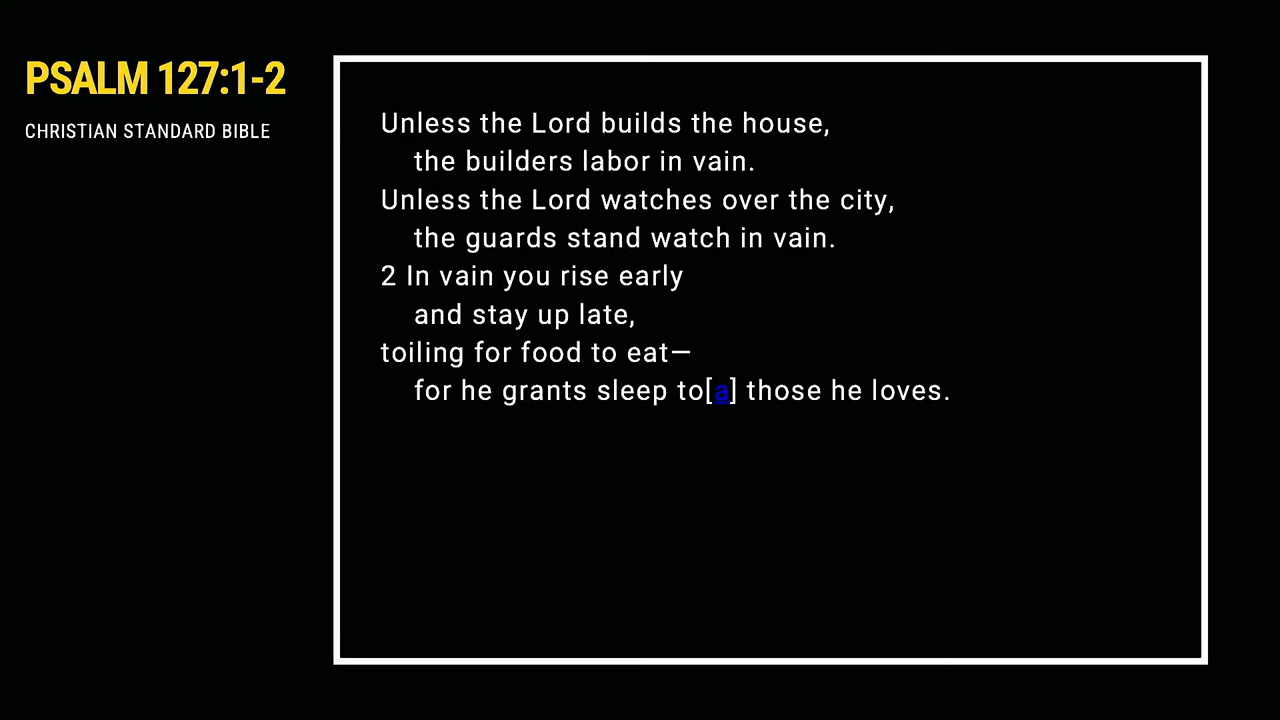 PSALM 127:1-2
CHRISTIAN STANDARD BIBLE
Unless the Lord builds the house,
the builders labor in vain.
Unless the Lord watches over the city,
the guards stand watch in vain.
2 In vain you rise early
and stay up late,
toiling for food to eat—
for he grants sleep to[a] those he loves.